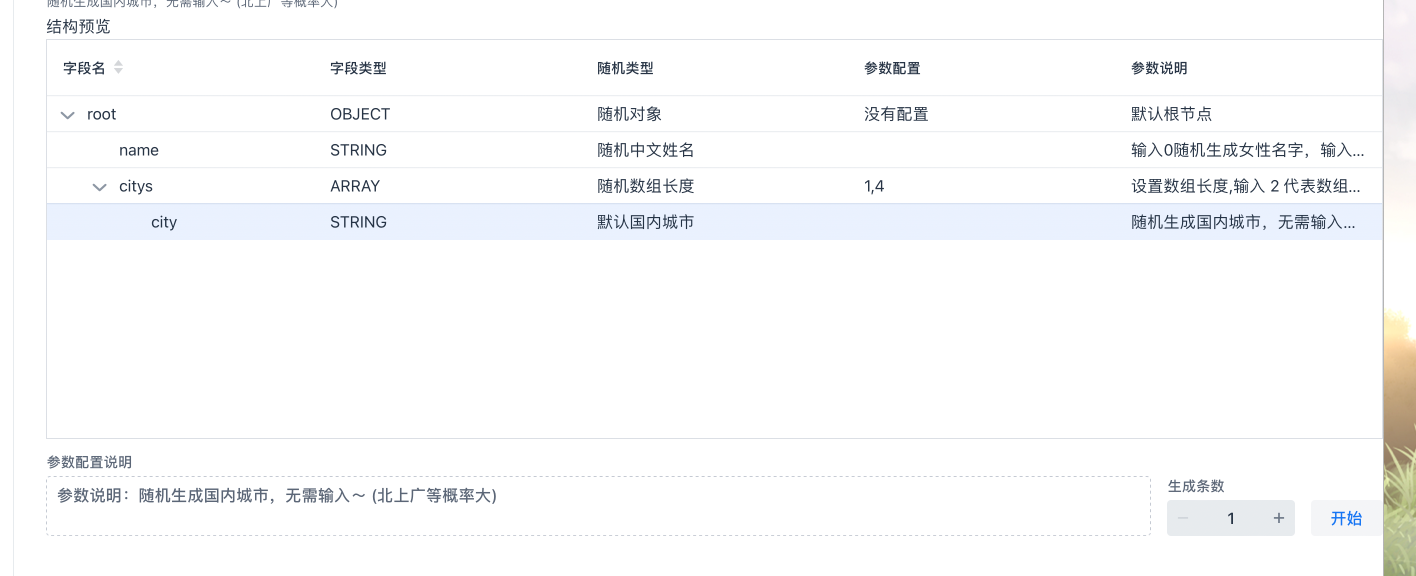 随机生成国内城市，无需输入～ (北上广等概率大)
结构预览
字段名 字段类型 随机类型 参数配置 参数说明
root OBJECT 随机对象 没有配置 默认根节点
name STRING 随机中文姓名 输入0随机生成女性名字，输入...
citys ARRAY 随机数组长度 1,4 设置数组长度,输入 2 代表数组...
city STRING 默认国内城市 随机生成国内城市，无需输入...
参数配置说明
参数说明：随机生成国内城市，无需输入～ (北上广等概率大)
生成条数
− 1 +
开始